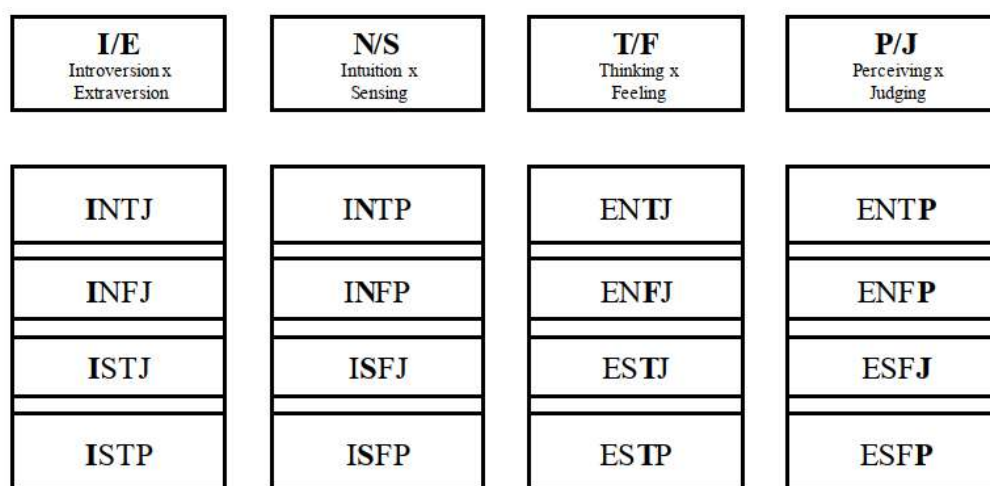 I/E
Introversion x
Extraversion
N/S
Intuition x
Sensing
T/F
Thinking x
Feeling
P/J
Perceiving x
Judging
INTJ
INTP
ENTJ
ENTP
INFJ
INFP
ENFJ
ENFP
ISTJ
ISFJ
ESTJ
ESFJ
ISTP
ISFP
ESTP
ESFP